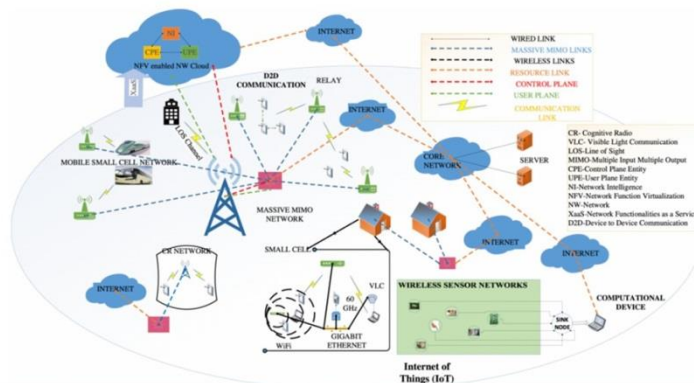 NI
CPE
UPE
NFV enabled NW Cloud
XaaS
INTERNET
D2D
COMMUNICATION
RELAY
LOS Channel
INTERNET
MOBILE SMALL CELL NETWORK
MASSIVE MIMO
NETWORK
CORE
NETWORK
SERVER
WIRED LINK
MASSIVE MIMO LINKS
WIRELESS LINKS
RESOURCE LINK
CONTROL PLANE
USER PLANE
COMMUNICATION
LINK
CR- Cognitive Radio
VLC- Visible Light Communication
LOS-Line of Sight
MIMO-Multiple Input Multiple Output
CPE-Control Plane Entity
UPE-User Plane Entity
NI-Network Intelligence
NFV-Network Function Virtualization
NW-Network
XaaS-Network Functionalities as a Servic
D2D-Device to Device Communication
SMALL CELL
INTERNET
INTERNET
CR NETWORK
INTERNET
60
GHz
VLC
WiFi
GIGABIT
ETHERNET
WIRELESS SENSOR NETWORKS
SINK
NODE
COMPUTATIONAL
DEVICE
Internet of
Things (IoT)